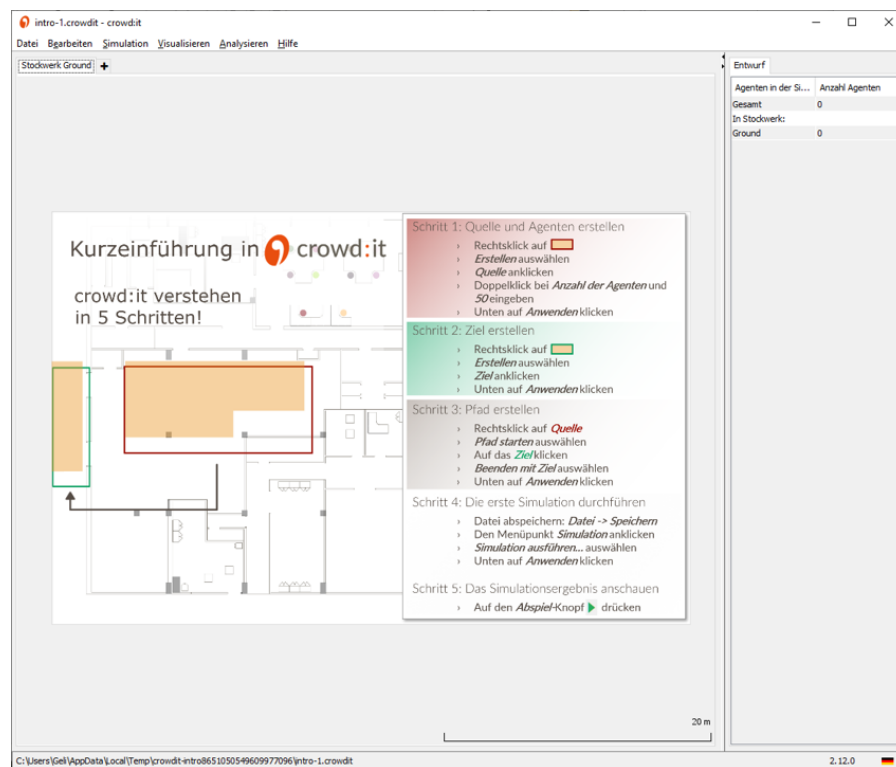 intro-1.crowdit - crowd:it
Datei Bearbeiten Simulation Visualisieren Analysieren Hilfe
Stockwerk Ground +
Entwurf
Agenten in der Si... Anzahl Agenten
Gesamt 0
In Stockwerk:
Ground 0
Kurzeinführung in crowd:it
crowd:it verstehen
in 5 Schritten!
Schritt 1: Quelle und Agenten erstellen
› Rechtsklick auf
› Erstellen auswählen
› Quelle anklicken
› Doppelklick bei Anzahl der Agenten und
50 eingeben
› Unten auf Anwenden klicken
Schritt 2: Ziel erstellen
› Rechtsklick auf
› Erstellen auswählen
› Ziel anklicken
› Unten auf Anwenden klicken
Schritt 3: Pfad erstellen
› Rechtsklick auf Quelle
› Pfad starten auswählen
› Auf das Ziel klicken
› Beenden mit Ziel auswählen
› Unten auf Anwenden klicken
Schritt 4: Die erste Simulation durchführen
› Datei abspeichern: Datei -> Speichern
› Den Menüpunkt Simulation anklicken
› Simulation ausführen... auswählen
› Unten auf Anwenden klicken
Schritt 5: Das Simulationsergebnis anschauen
› Auf den Abspiel-Knopf drücken
20 m
C:\Users\Geli\AppData\Local\Temp\crowdit-intro8651050549609977096\intro-1.crowdit
2.12.0